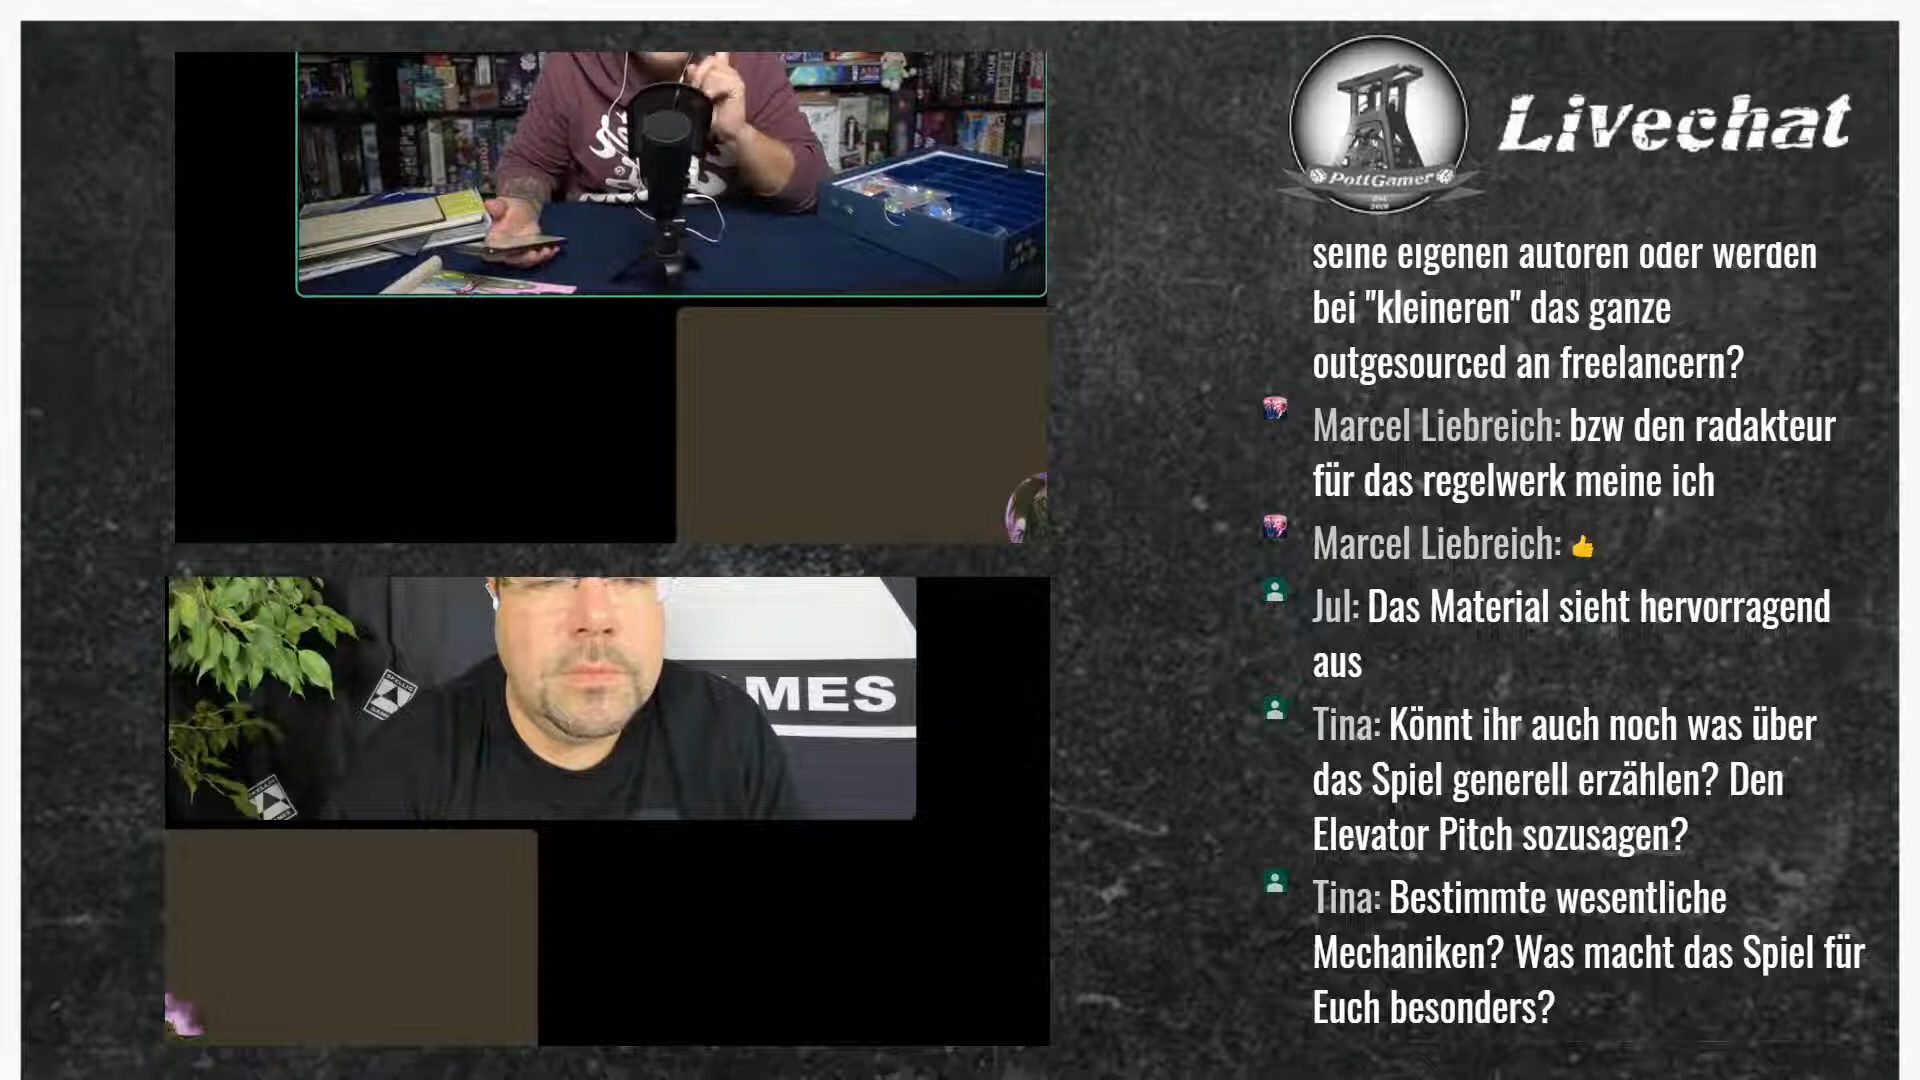 Livechat
PottGamer
seine eigenen autoren oder werden
bei "kleineren" das ganze
outgesourced an freelancern?
Marcel Liebreich: bzw den radakteur
für das regelwerk meine ich
Marcel Liebreich: 👍
Jul: Das Material sieht hervorragend
aus
Tina: Könnt ihr auch noch was über
das Spiel generell erzählen? Den
Elevator Pitch sozusagen?
Tina: Bestimmte wesentliche
Mechaniken? Was macht das Spiel für
Euch besonders?
MES
SKELLIG
GAMES